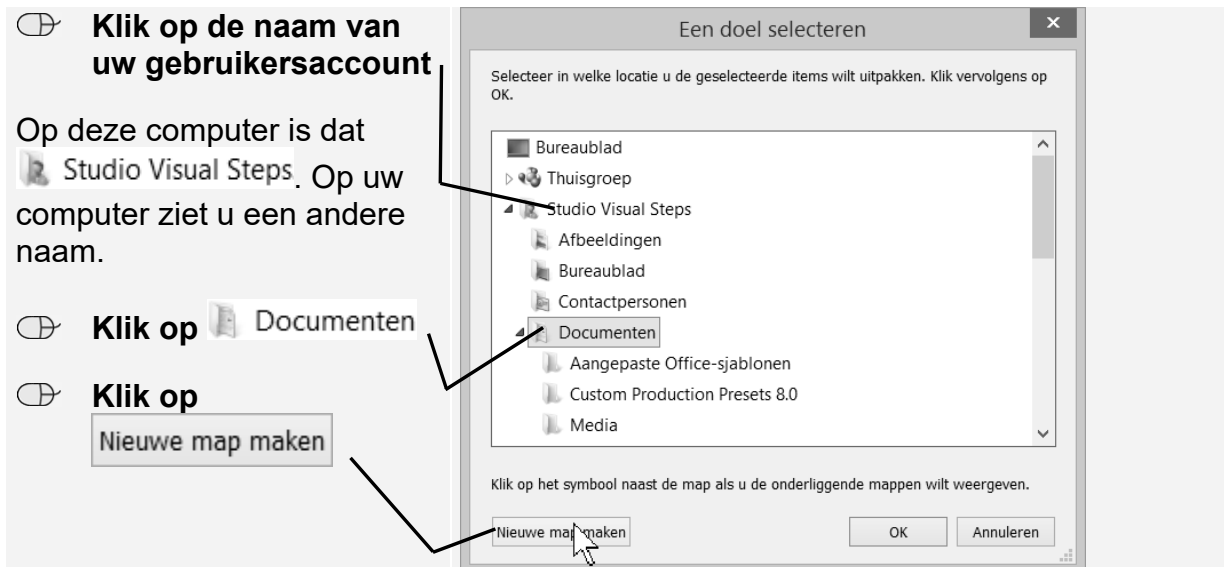 Klik op de naam van
uw gebruikersaccount
Op deze computer is dat
Studio Visual Steps. Op uw
computer ziet u een andere
naam.
Klik op Documenten
Klik op
Nieuwe map maken
Een doel selecteren
Selecteer in welke locatie u de geselecteerde items wilt uitpakken. Klik vervolgens op
OK.
Bureaublad
Thuisgroep
Studio Visual Steps
Afbeeldingen
Bureaublad
Contactpersonen
Documenten
Aangepaste Office-sjablonen
Custom Production Presets 8.0
Media
Klik op het symbool naast de map als u de onderliggende mappen wilt weergeven.
Nieuwe map maken
OK
Annuleren